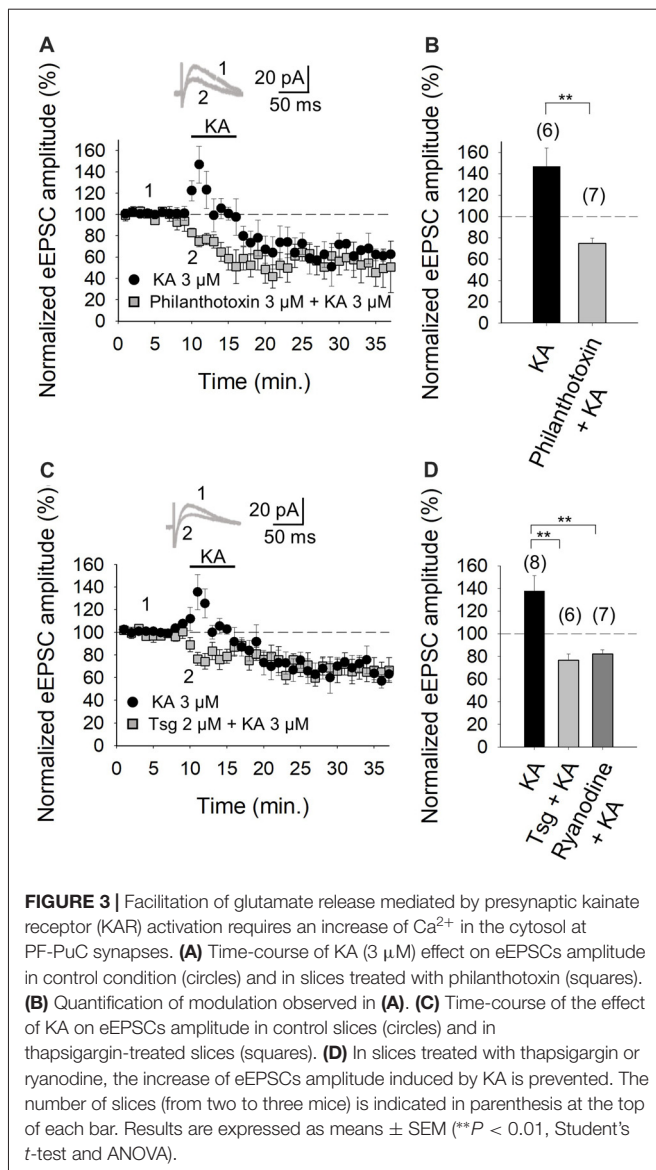 A
1
2
20 pA
50 ms
KA
Normalized eEPSC amplitude (%)
160
140
120
100
80
60
40
20
0
1
2
KA 3 µM
Philanthotoxin 3 µM + KA 3 µM
0 5 10 15 20 25 30 35
Time (min.)
B
**
(6)
(7)
Normalized eEPSC amplitude (%)
160
140
120
100
80
60
40
20
0
KA
Philanthotoxin
+ KA
C
1
2
20 pA
50 ms
KA
Normalized eEPSC amplitude (%)
160
140
120
100
80
60
40
20
0
1
2
KA 3 µM
Tsg 2 µM + KA 3 µM
0 5 10 15 20 25 30 35
Time (min.)
D
**
**
(8)
(6)
(7)
Normalized eEPSC amplitude (%)
160
140
120
100
80
60
40
20
0
KA
Tsg + KA
Ryanodine
+ KA
FIGURE 3 | Facilitation of glutamate release mediated by presynaptic kainate
receptor (KAR) activation requires an increase of Ca2+ in the cytosol at
PF-PuC synapses. (A) Time-course of KA (3 µM) effect on eEPSCs amplitude
in control condition (circles) and in slices treated with philantotoxin (squares).
(B) Quantification of modulation observed in (A). (C) Time-course of the effect
of KA on eEPSCs amplitude in control slices (circles) and in
thapsigargin-treated slices (squares). (D) In slices treated with thapsigargin or
ryanodine, the increase of eEPSCs amplitude induced by KA is prevented. The
number of slices (from two to three mice) is indicated in parenthesis at the top
of each bar. Results are expressed as means ± SEM (**P < 0.01, Student's
t-test and ANOVA).